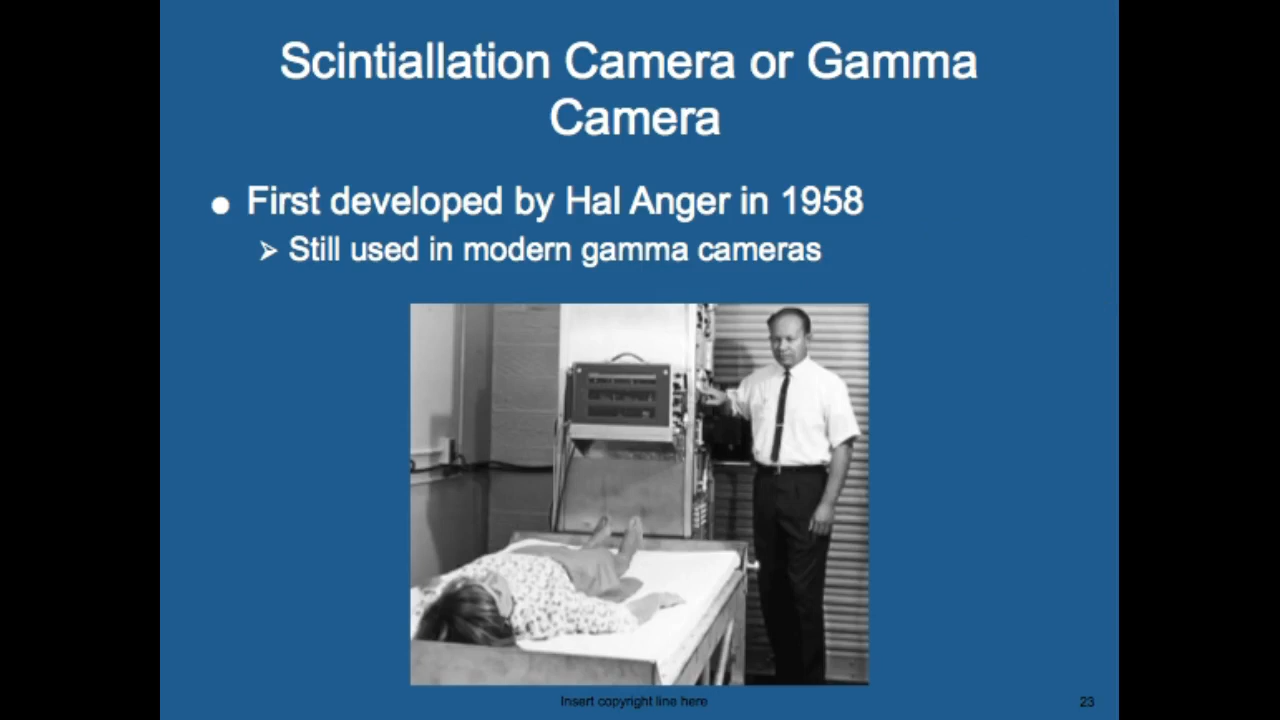 Scintiallation Camera or Gamma
Camera
● First developed by Hal Anger in 1958
➢ Still used in modern gamma cameras
Insert copyright line here
23